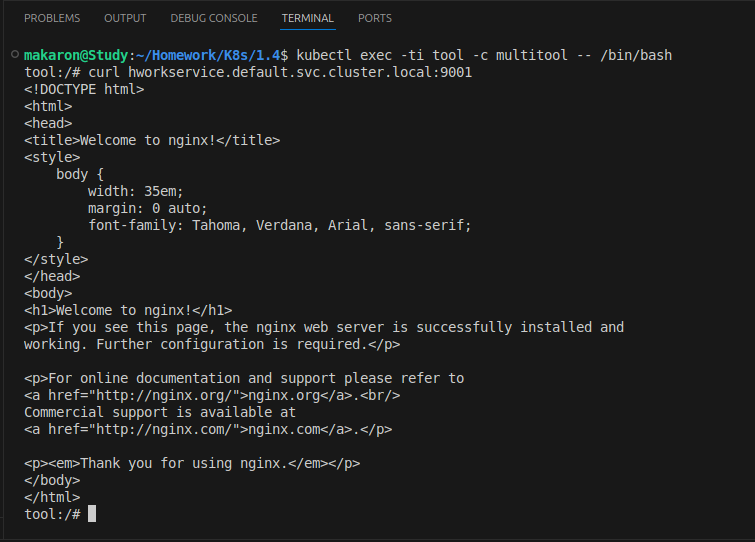 PROBLEMS OUTPUT DEBUG CONSOLE TERMINAL PORTS
makaron@Study:~/Homework/K8s/1.4$ kubectl exec -ti tool -c multitool -- /bin/bash
tool:/# curl hworkservice.default.svc.cluster.local:9001
<!DOCTYPE html>
<html>
<head>
<title>Welcome to nginx!</title>
<style>
    body {
        width: 35em;
        margin: 0 auto;
        font-family: Tahoma, Verdana, Arial, sans-serif;
    }
</style>
</head>
<body>
<h1>Welcome to nginx!</h1>
<p>If you see this page, the nginx web server is successfully installed and
working. Further configuration is required.</p>

<p>For online documentation and support please refer to
<a href="http://nginx.org/">nginx.org</a>.<br/>
Commercial support is available at
<a href="http://nginx.com/">nginx.com</a>.</p>

<p><em>Thank you for using nginx.</em></p>
</body>
</html>
tool:/#